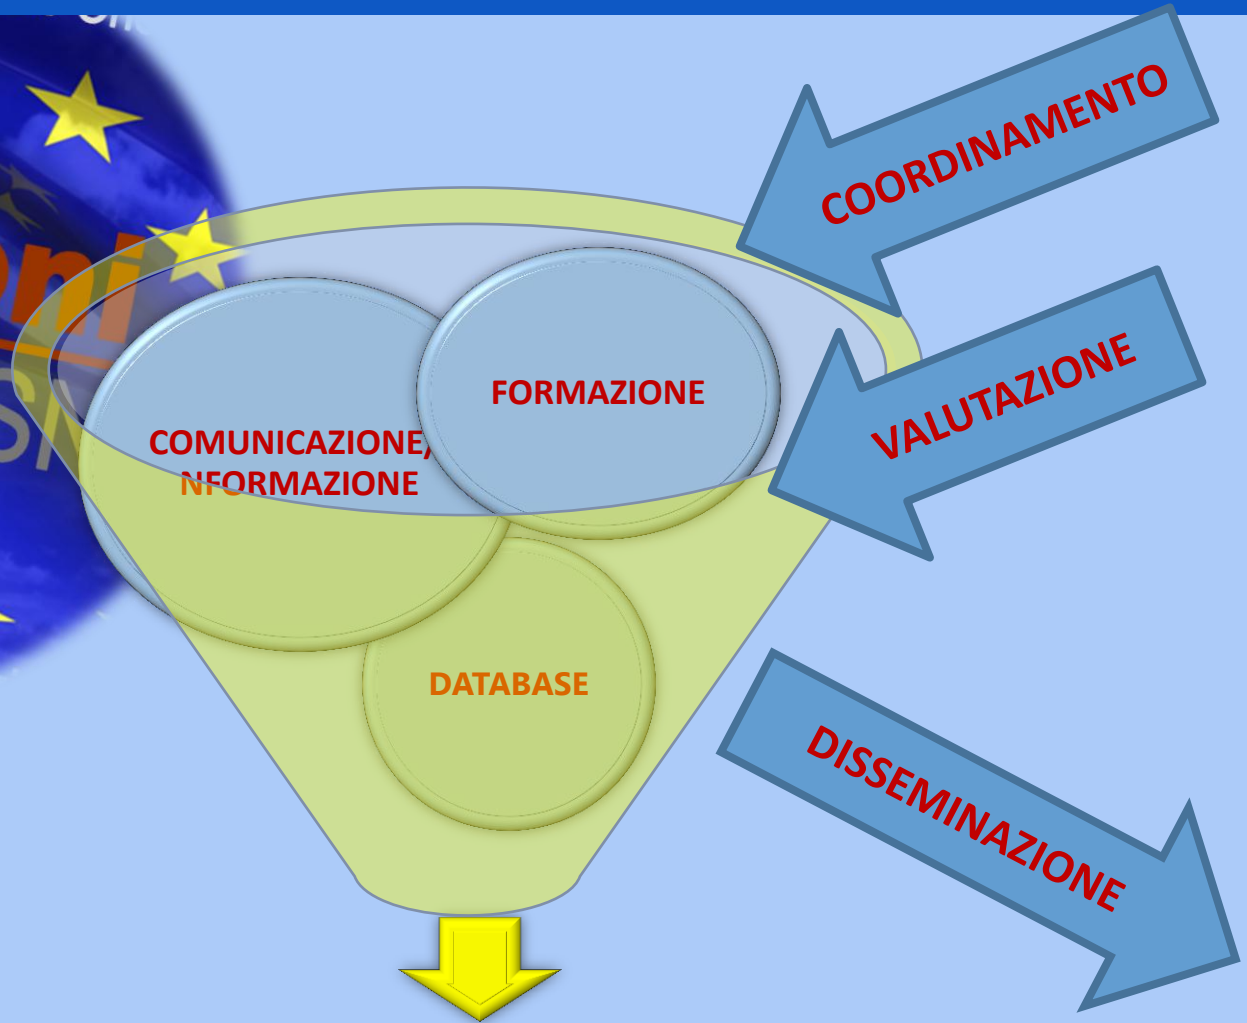 COORDINAMENTO
FORMAZIONE
VALUTAZIONE
COMUNICAZIONE/
NFORMAZIONE
DATABASE
DISSEMINAZIONE